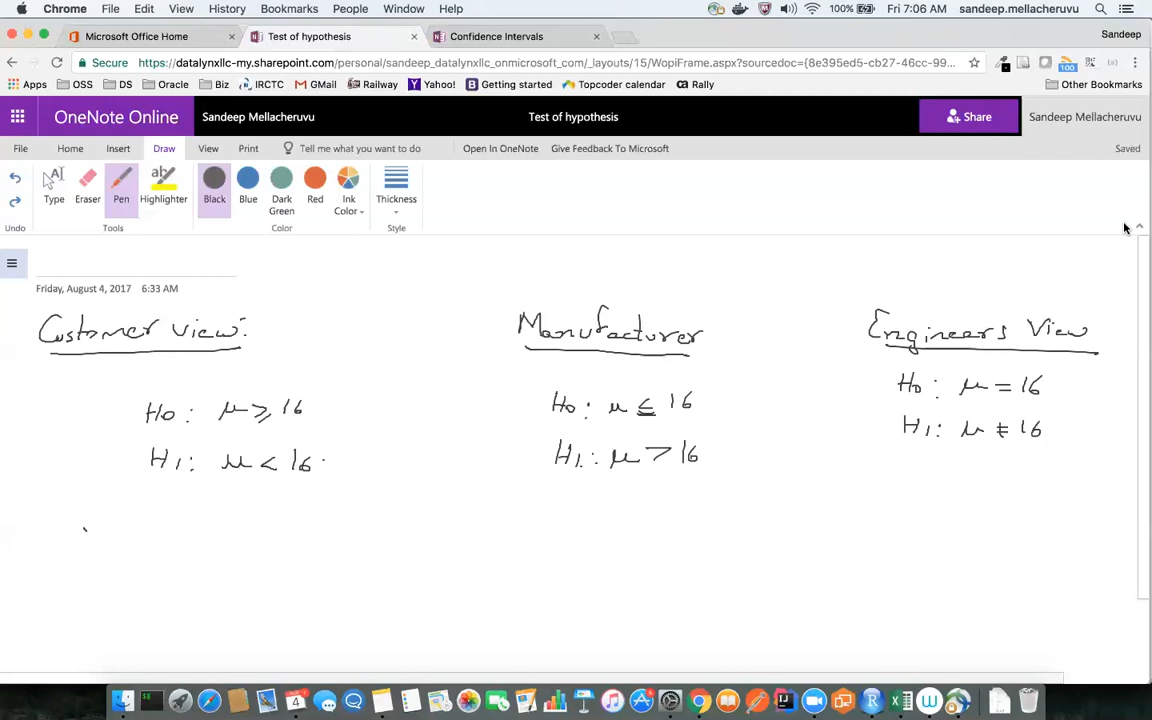 Chrome File Edit View History Bookmarks People Window Help 100% Fri 7:06 AM sandeep.mellacheruvu
Microsoft Office Home Test of hypothesis Confidence Intervals Sandeep
Secure https://datalynxllc-my.sharepoint.com/personal/sandeep_datalynxllc_onmicrosoft_com/_layouts/15/WopiFrame.aspx?sourcedoc={8e395ed5-cb27-46cc-99...
Apps OSS DS Oracle Biz IRCTC GMail Railway Yahoo! Getting started Topcoder calendar Rally Other Bookmarks
OneNote Online Sandeep Mellacheruvu Test of hypothesis Share Sandeep Mellacheruvu
File Home Insert Draw View Print Tell me what you want to do Open In OneNote Give Feedback To Microsoft Saved
Type Eraser Pen Highlighter Black Blue Dark Green Red Ink Color Thickness
Undo Tools Color Style
Friday, August 4, 2017 6:33 AM
Customer view: Manufacturer Engineers View
H0: μ ≥ 16 H0: μ ≤ 16 H0: μ = 16
H1: μ < 16 H1: μ > 16 H1: μ ≠ 16